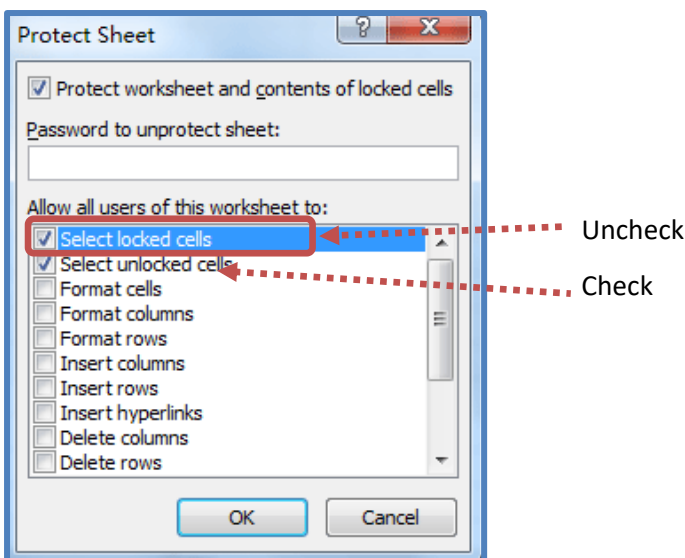 Protect Sheet
Protect worksheet and contents of locked cells
Password to unprotect sheet:
Allow all users of this worksheet to:
Select locked cells
Uncheck
Select unlocked cells
Check
Format cells
Format columns
Format rows
Insert columns
Insert rows
Insert hyperlinks
Delete columns
Delete rows
OK
Cancel